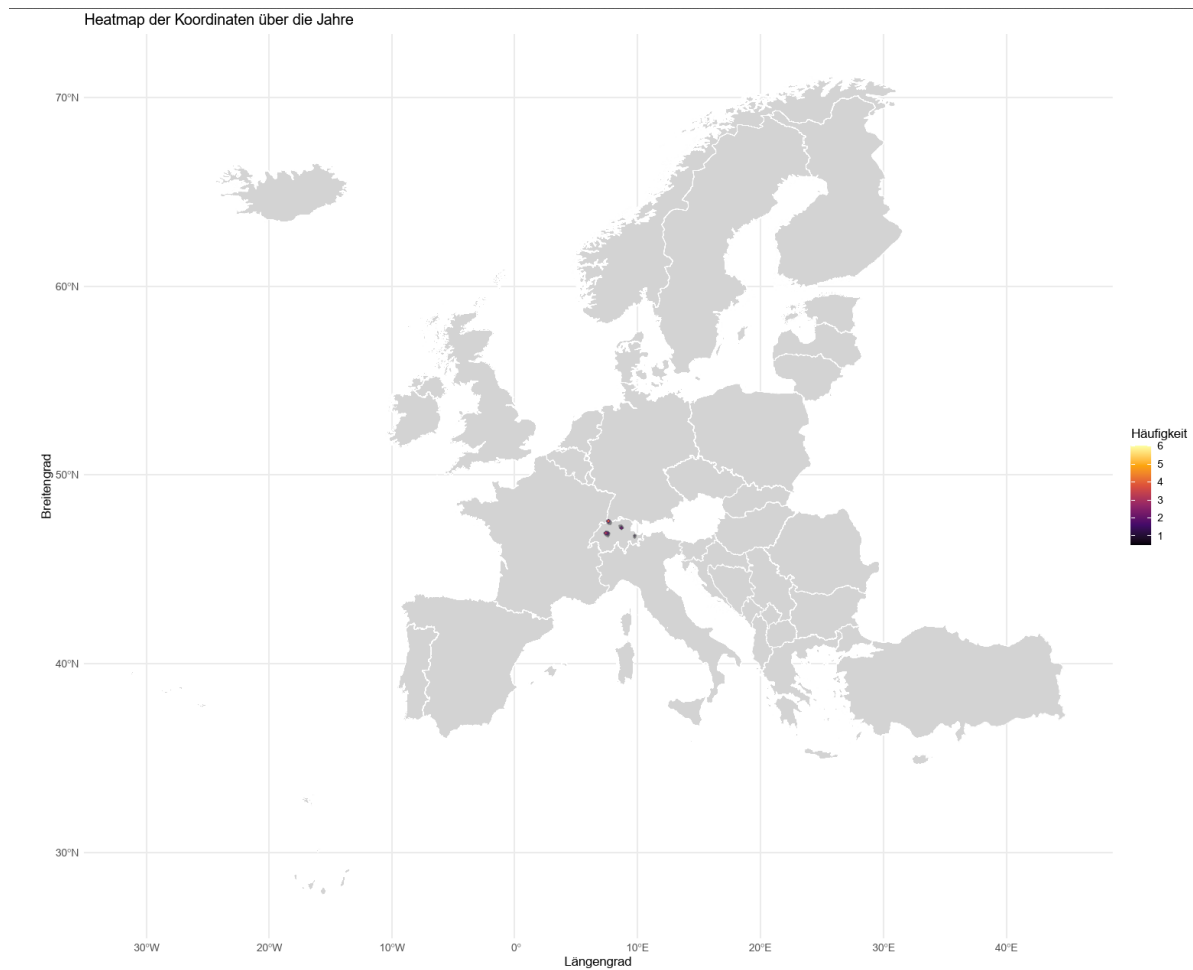 Heatmap der Koordinaten über die Jahre
70°N
60°N
50°N
40°N
30°N
Breitengrad
30°W
20°W
10°W
0°
10°E
20°E
30°E
40°E
Längengrad
Häufigkeit
6
5
4
3
2
1